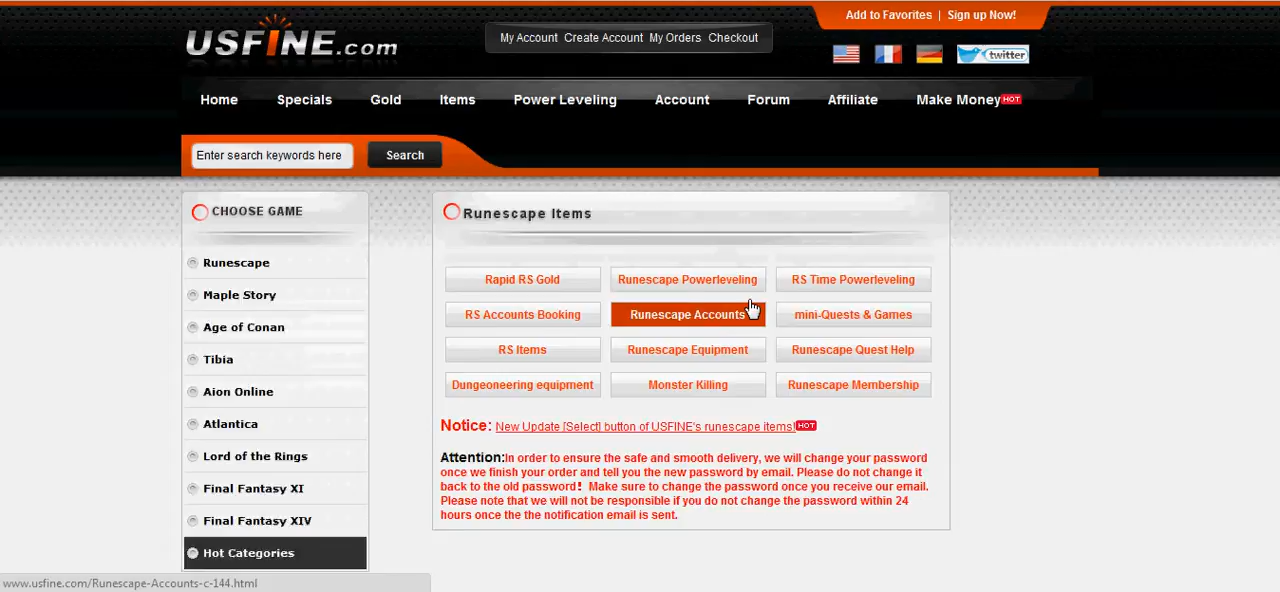 Add to Favorites | Sign up Now!
USFINE.com
My Account Create Account My Orders Checkout
twitter
Home Specials Gold Items Power Leveling Account Forum Affiliate Make Money HOT
Enter search keywords here Search
CHOOSE GAME
Runescape
Maple Story
Age of Conan
Tibia
Aion Online
Atlantica
Lord of the Rings
Final Fantasy XI
Final Fantasy XIV
Hot Categories
Runescape Items
Rapid RS Gold Runescape Powerleveling RS Time Powerleveling
RS Accounts Booking Runescape Accounts mini-Quests & Games
RS Items Runescape Equipment Runescape Quest Help
Dungeoneering equipment Monster Killing Runescape Membership
Notice: New Update [Select] button of USFINE's runescape items! HOT
Attention:In order to ensure the safe and smooth delivery, we will change your password
once we finish your order and tell you the new password by email. Please do not change it
back to the old password! Make sure to change the password once you receive our email.
Please note that we will not be responsible if you do not change the password within 24
hours once the the notification email is sent.
www.usfine.com/Runescape-Accounts-c-144.html